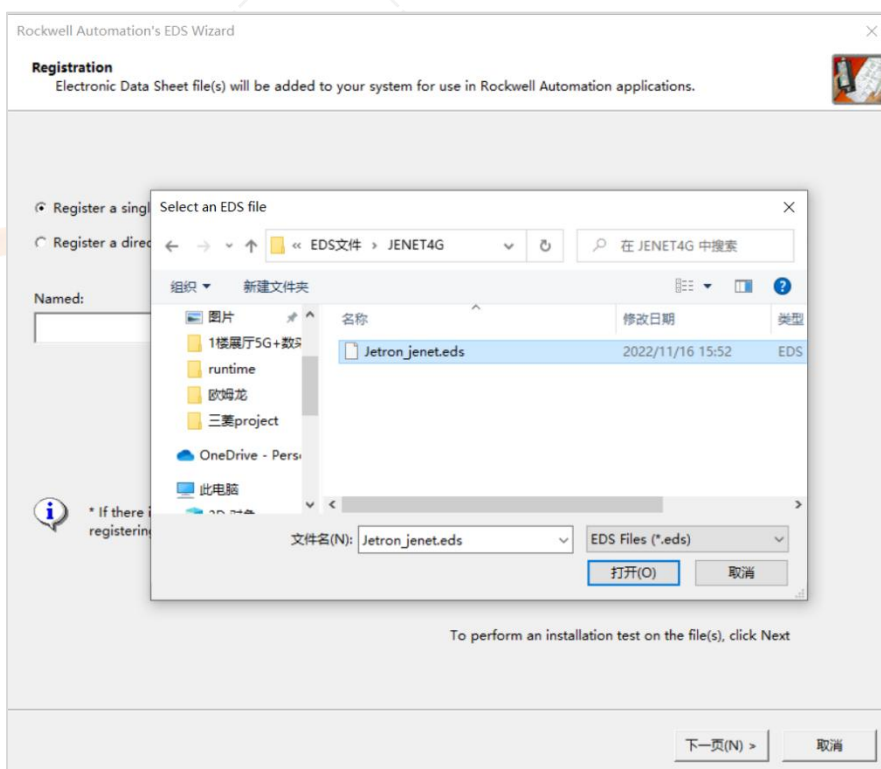 Rockwell Automation's EDS Wizard
Registration
Electronic Data Sheet file(s) will be added to your system for use in Rockwell Automation applications.
Register a singl
Register a direc
Named:
Select an EDS file
« EDS文件 › JENET4G
在 JENET4G 中搜索
组织
新建文件夹
图片
1楼展厅5G+数采
runtime
欧姆龙
三菱project
OneDrive - Pers
此电脑
名称
修改日期
类型
Jetron_jenet.eds
2022/11/16 15:52
EDS
文件名(N):
Jetron_jenet.eds
EDS Files (*.eds)
打开(O)
取消
* If there i
registering
To perform an installation test on the file(s), click Next
下一页(N) >
取消